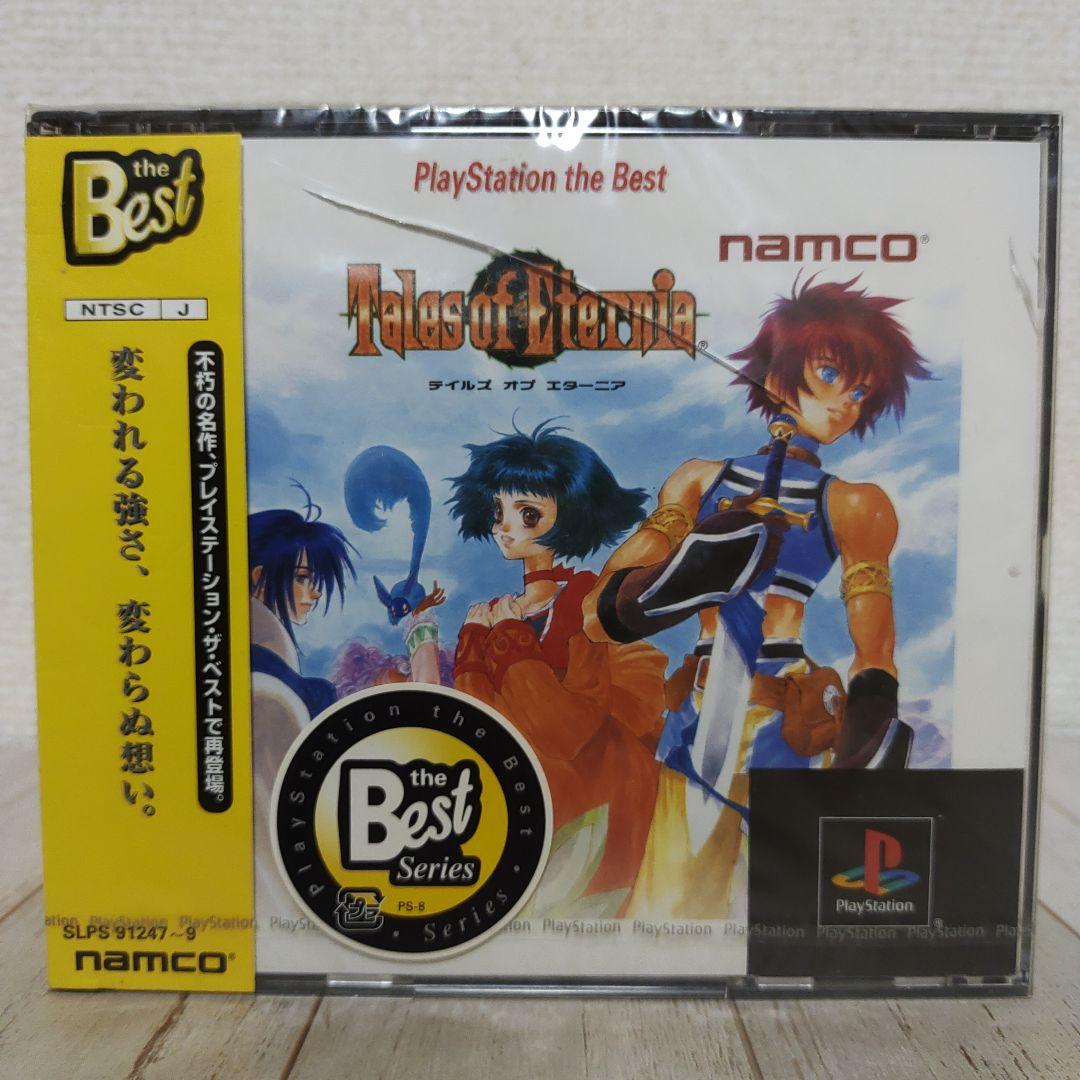 the
Best
NTSC J
不朽の名作、プレイステーション・ザ・ベストで再登場。
変われる強さ、変わらぬ想い。
SLPS 91247〜9
namco®
PlayStation the Best
namco®
Tales of Eternia®
テイルズ オブ エターニア
PlayStation the Best • Series •
the
Best
Series
プラ
PS-8
PlayStation
®
PlayStation PlayStation PlayStation PlayStation PlayStation PlayStation PlayStation PlayStation